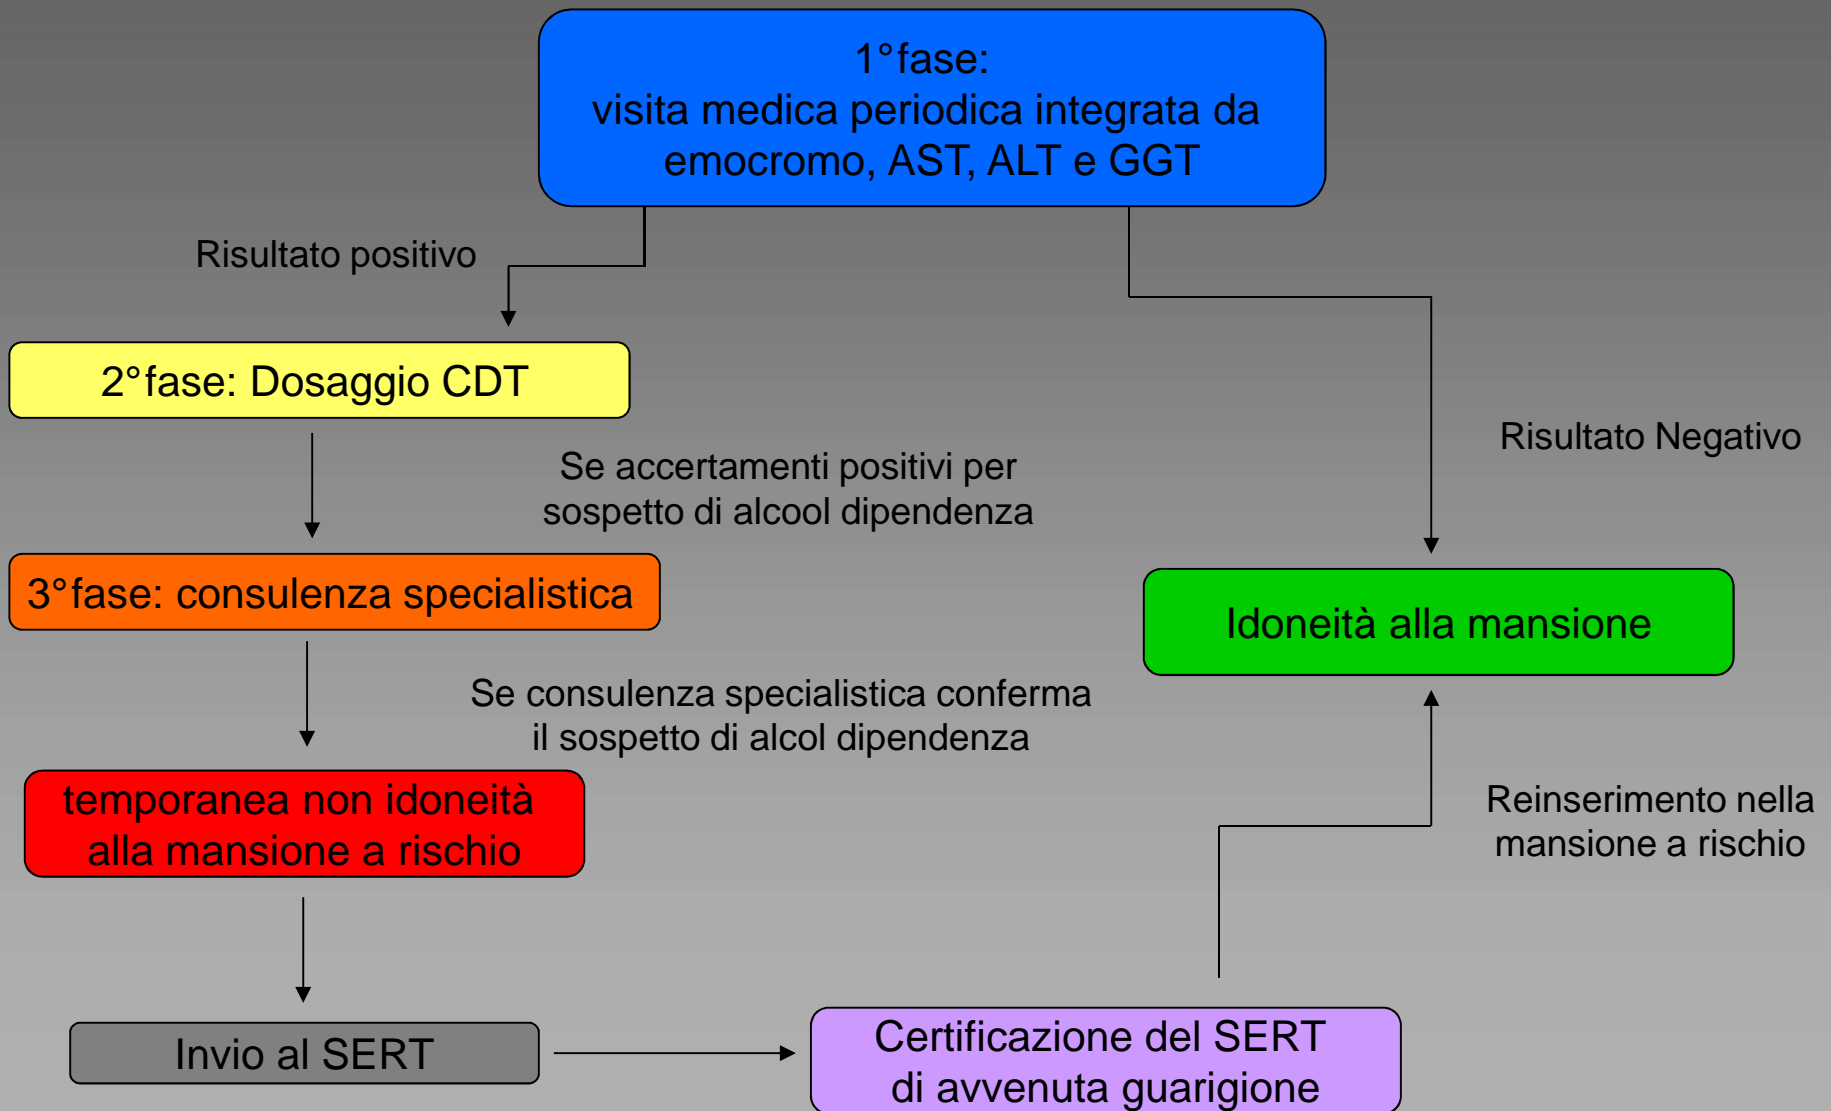 1° fase:
visita medica periodica integrata da
emocromo, AST, ALT e GGT
Risultato positivo
2° fase: Dosaggio CDT
Risultato Negativo
Se accertamenti positivi per
sospetto di alcool dipendenza
3° fase: consulenza specialistica
Idoneità alla mansione
Se consulenza specialistica conferma
il sospetto di alcol dipendenza
temporanea non idoneità
alla mansione a rischio
Reinserimento nella
mansione a rischio
Invio al SERT
Certificazione del SERT
di avvenuta guarigione